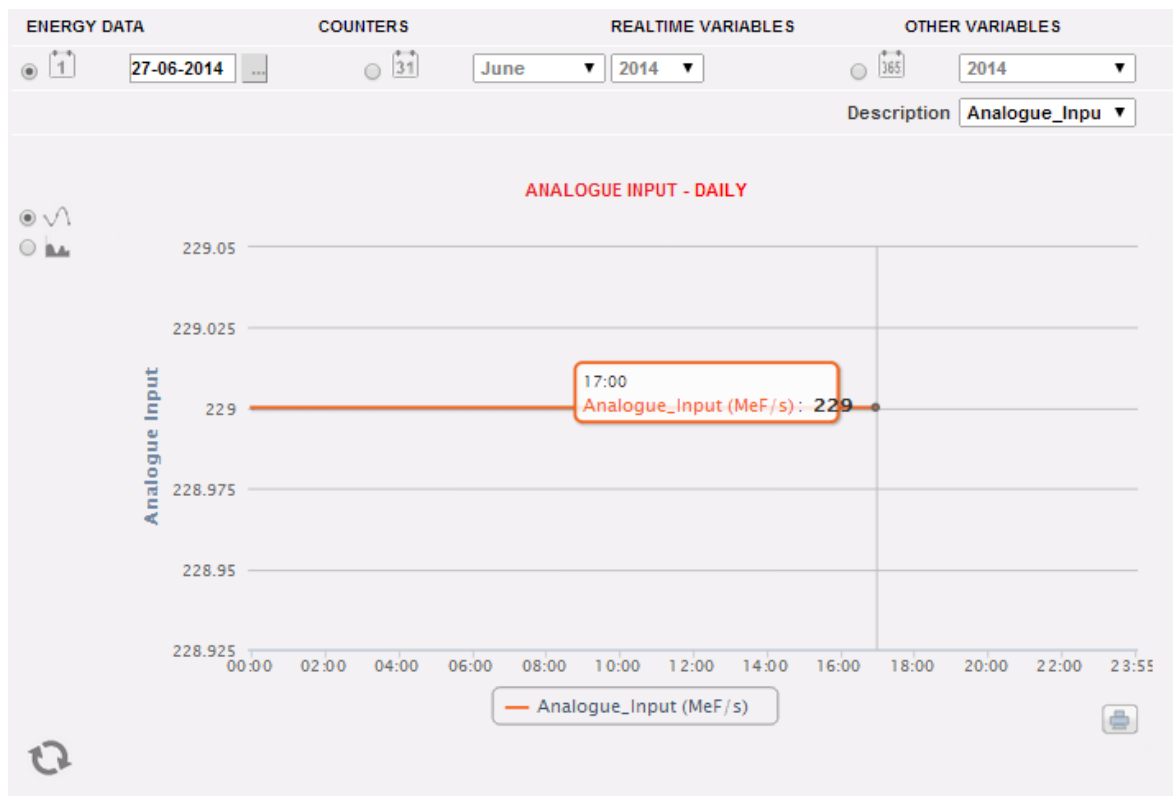 ENERGY DATA COUNTERS REALTIME VARIABLES OTHER VARIABLES
1 27-06-2014 ... 31 June 2014 365 2014
Description Analogue_Inpu
ANALOGUE INPUT - DAILY
229.05
229.025
229
228.975
228.95
228.925
Analogue Input
17:00
Analogue_Input (MeF/s): 229
00:00 02:00 04:00 06:00 08:00 10:00 12:00 14:00 16:00 18:00 20:00 22:00 23:55
Analogue_Input (MeF/s)